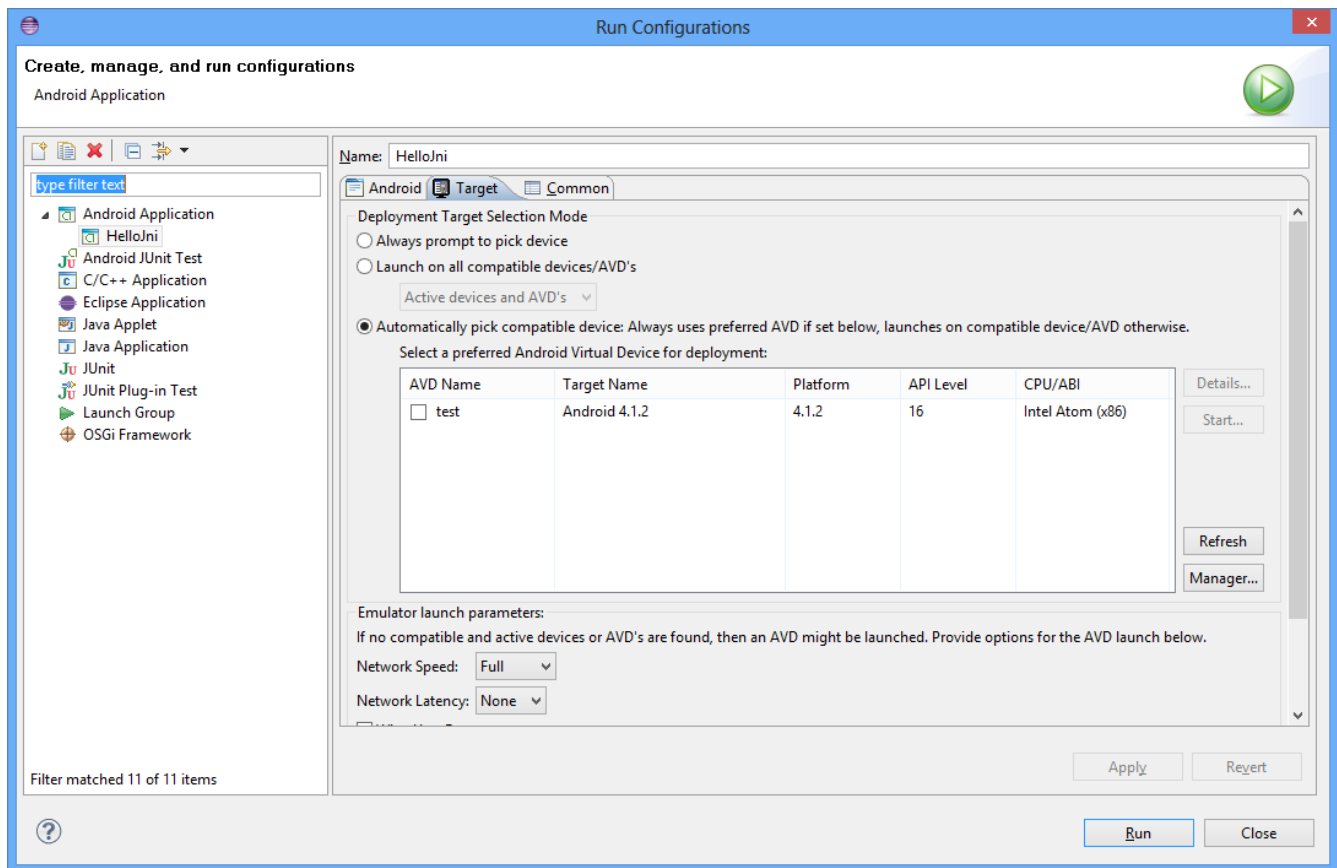 Run Configurations
Create, manage, and run configurations
Android Application
type filter text
Android Application
HelloJni
Android JUnit Test
C/C++ Application
Eclipse Application
Java Applet
Java Application
JUnit
JUnit Plug-in Test
Launch Group
OSGi Framework
Filter matched 11 of 11 items
Name: HelloJni
Android Target Common
Deployment Target Selection Mode
Always prompt to pick device
Launch on all compatible devices/AVD's
Active devices and AVD's
Automatically pick compatible device: Always uses preferred AVD if set below, launches on compatible device/AVD otherwise.
Select a preferred Android Virtual Device for deployment:
AVD Name Target Name Platform API Level CPU/ABI
test Android 4.1.2 4.1.2 16 Intel Atom (x86)
Details...
Start...
Refresh
Manager...
Emulator launch parameters:
If no compatible and active devices or AVD's are found, then an AVD might be launched. Provide options for the AVD launch below.
Network Speed: Full
Network Latency: None
Apply Revert
Run Close